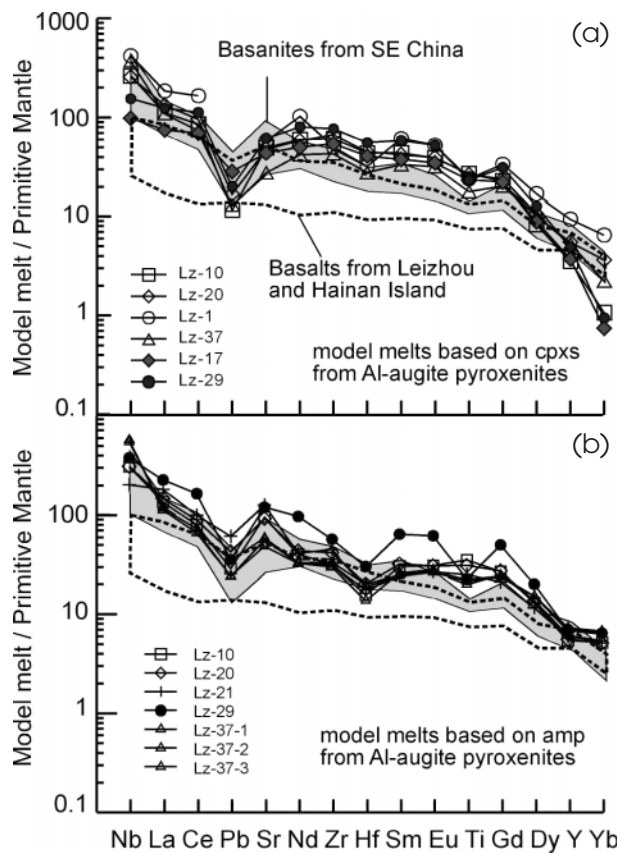 (a)
1000
100
10
1
0.1
Model melt / Primitive Mantle
Basanites from SE China
Basalts from Leizhou
and Hainan Island
Lz-10
Lz-20
Lz-1
Lz-37
Lz-17
Lz-29
model melts based on cpxs
from Al-augite pyroxenites
(b)
100
10
1
0.1
Model melt / Primitive Mantle
Lz-10
Lz-20
Lz-21
Lz-29
Lz-37-1
Lz-37-2
Lz-37-3
model melts based on amp
from Al-augite pyroxenites
Nb La Ce Pb Sr Nd Zr Hf Sm Eu Ti Gd Dy Y Yb